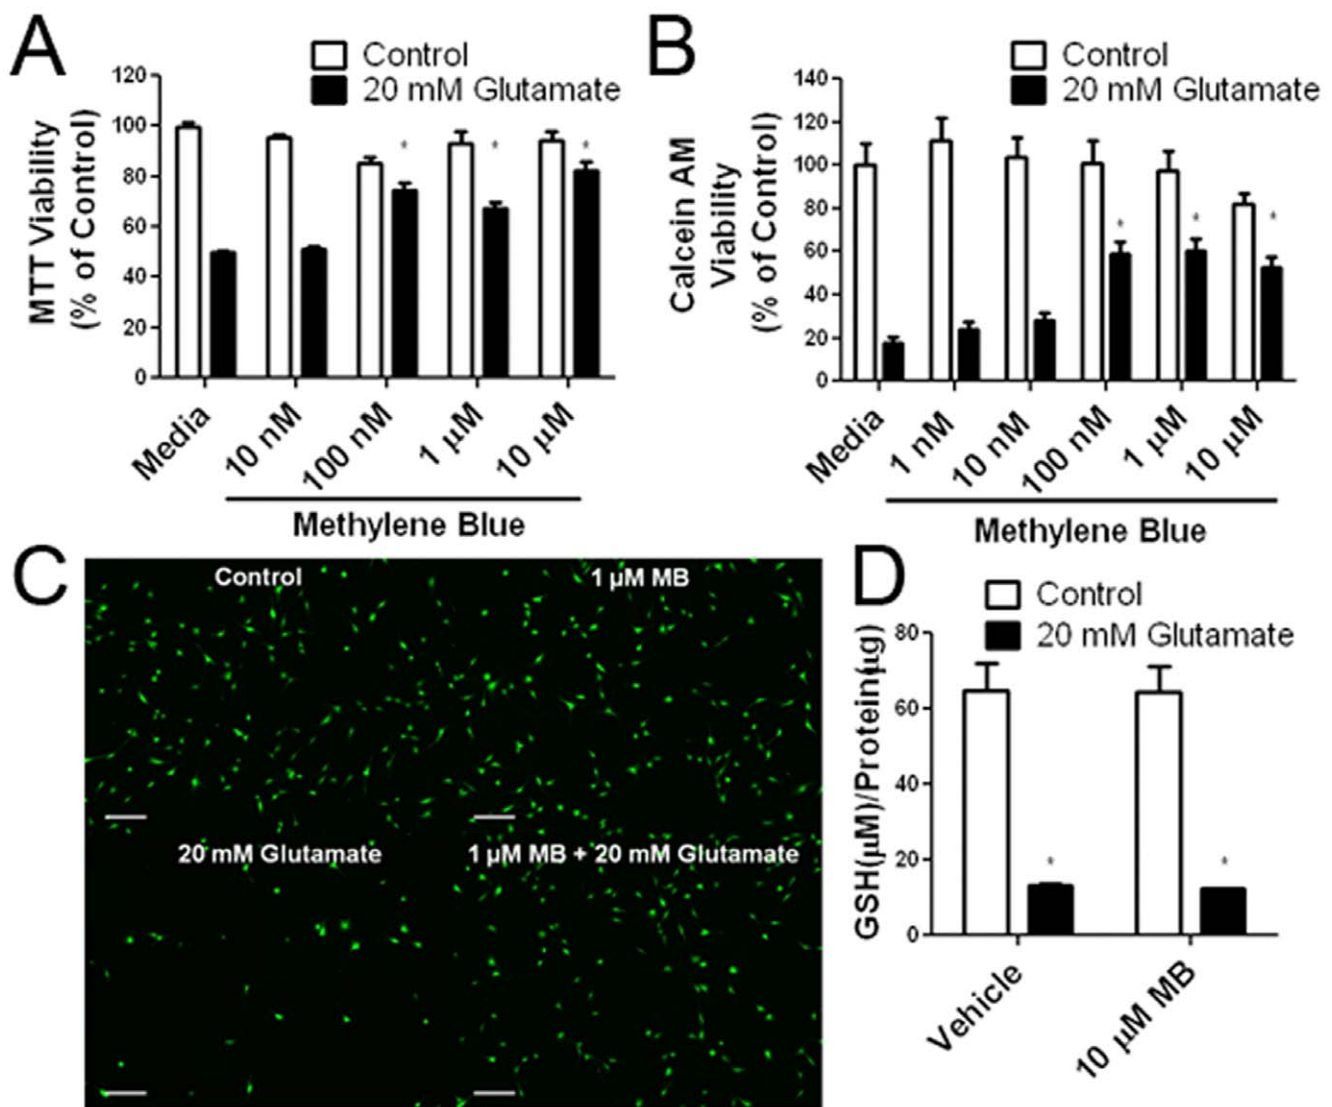 A
Control
20 mM Glutamate
MTT Viability
(% of Control)
120
100
80
60
40
20
0
* * *
Media
10 nM
100 nM
1 µM
10 µM
Methylene Blue
B
Control
20 mM Glutamate
Calcein AM
Viability
(% of Control)
140
120
100
80
60
40
20
0
* * *
Media
1 nM
10 nM
100 nM
1 µM
10 µM
Methylene Blue
C
Control
1 µM MB
20 mM Glutamate
1 µM MB + 20 mM Glutamate
D
Control
20 mM Glutamate
GSH(µM)/Protein(µg)
80
60
40
20
0
* *
Vehicle
10 µM MB